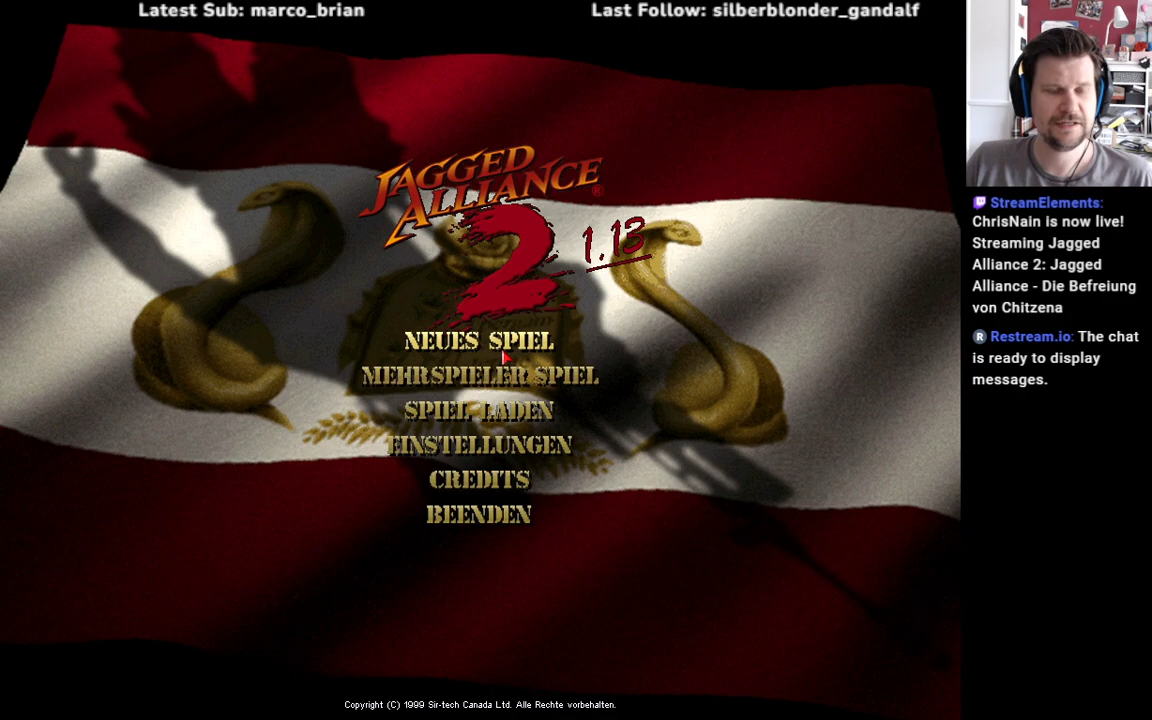 Latest Sub: marco_brian
Last Follow: silberblonder_gandalf
JAGGED
ALLIANCE
®
2
1.13
NEUES SPIEL
MEHRSPIELER SPIEL
SPIEL LADEN
EINSTELLUNGEN
CREDITS
BEENDEN
Copyright (C) 1999 Sir-tech Canada Ltd. Alle Rechte vorbehalten.
StreamElements:
ChrisNain is now live!
Streaming Jagged
Alliance 2: Jagged
Alliance - Die Befreiung
von Chitzena
R Restream.io: The chat
is ready to display
messages.